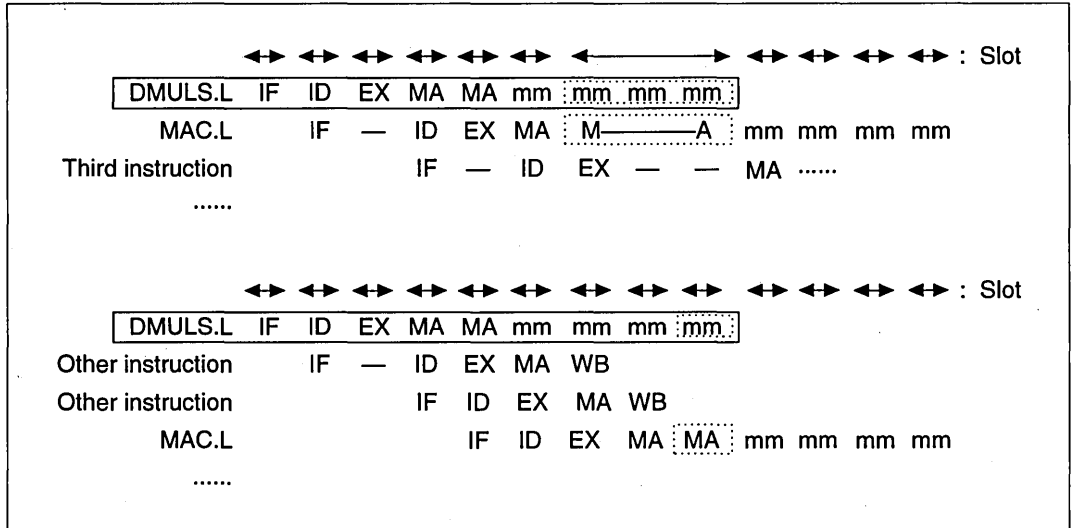 : Slot
DMULS.L IF ID EX MA MA mm mm mm mm
MAC.L IF — ID EX MA M———A mm mm mm mm
Third instruction IF — ID EX — — MA ······
······
: Slot
DMULS.L IF ID EX MA MA mm mm mm mm
Other instruction IF — ID EX MA WB
Other instruction IF ID EX MA WB
MAC.L IF ID EX MA MA mm mm mm mm
······